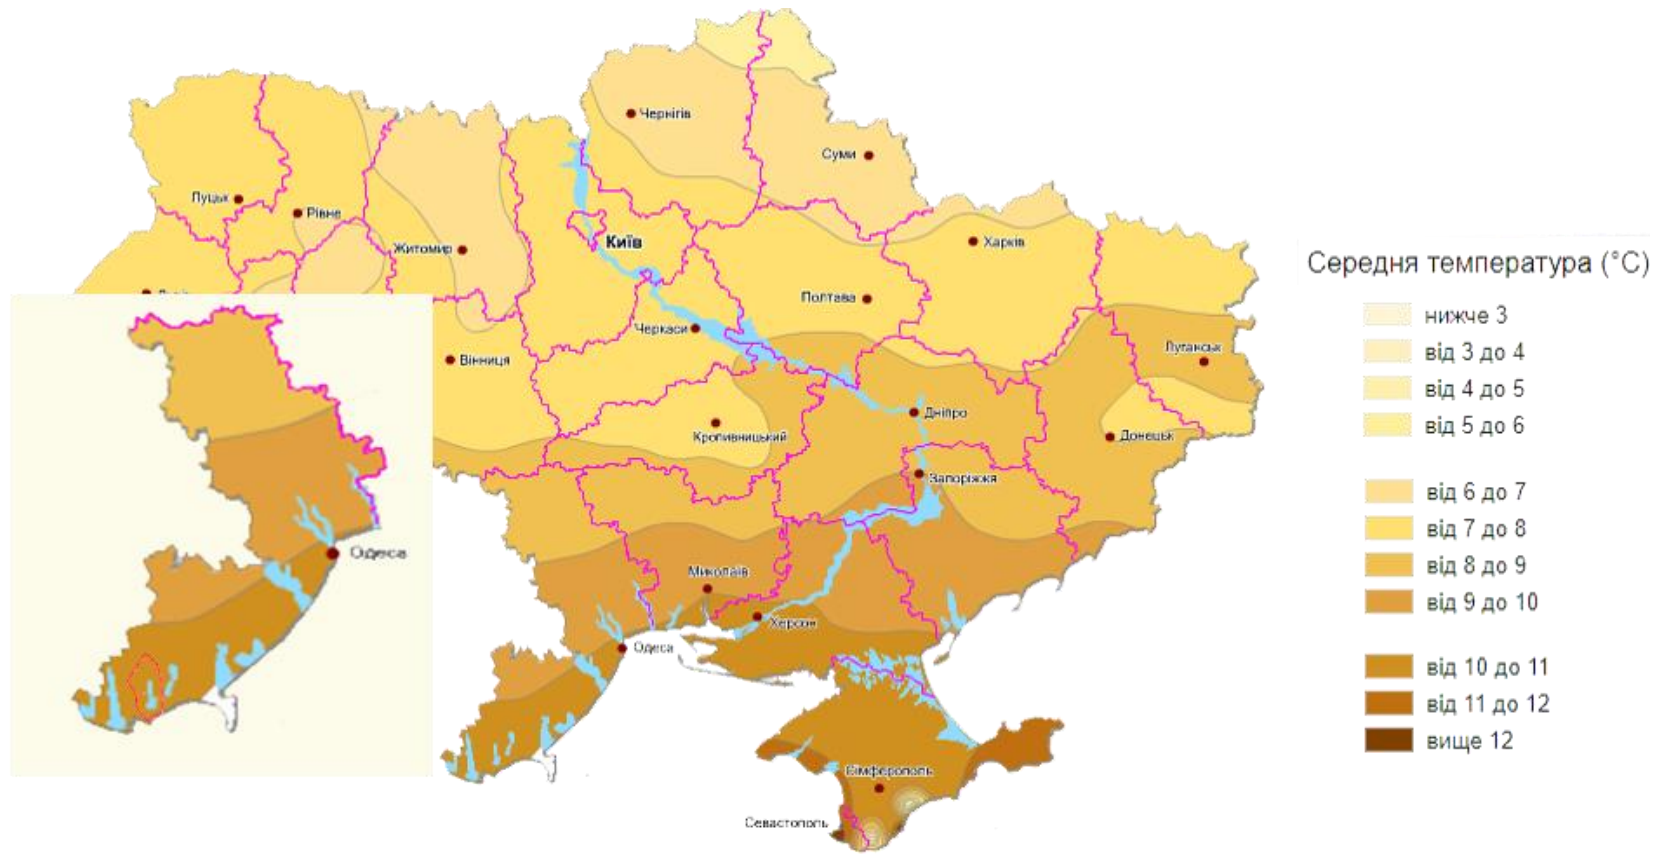 Чернігів
Суми
Луцьк
Рівне
Київ
Житомир
Харків
Полтава
Черкаси
Вінниця
Луганськ
Кропивницький
Дніпро
Донецьк
Запоріжжя
Миколаїв
Херсон
Одеса
Одеса
Сімферополь
Севастополь
Середня температура (°C)
нижче 3
від 3 до 4
від 4 до 5
від 5 до 6
від 6 до 7
від 7 до 8
від 8 до 9
від 9 до 10
від 10 до 11
від 11 до 12
вище 12